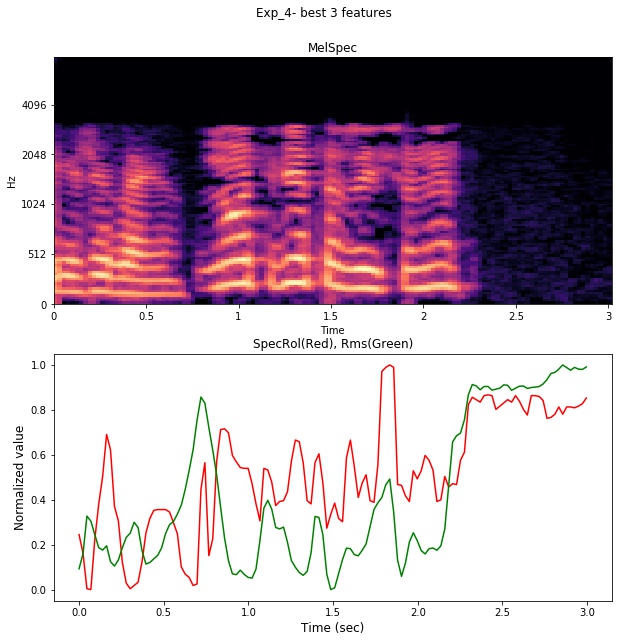 Exp_4- best 3 features
MelSpec
4096
2048
1024
512
0
Hz
0 0.5 1 1.5 2 2.5 3
Time
SpecRol(Red), Rms(Green)
1.0
0.8
0.6
0.4
0.2
0.0
Normalized value
0.0 0.5 1.0 1.5 2.0 2.5 3.0
Time (sec)